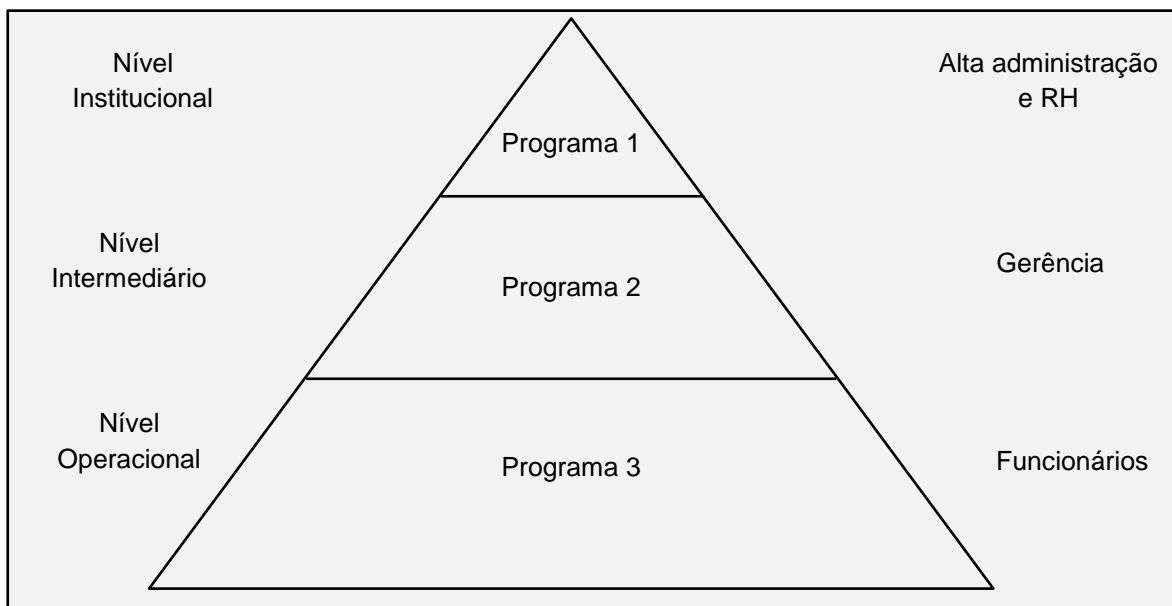 Nível
Institucional
Alta administração
e RH
Programa 1
Nível
Intermediário
Programa 2
Gerência
Nível
Operacional
Programa 3
Funcionários